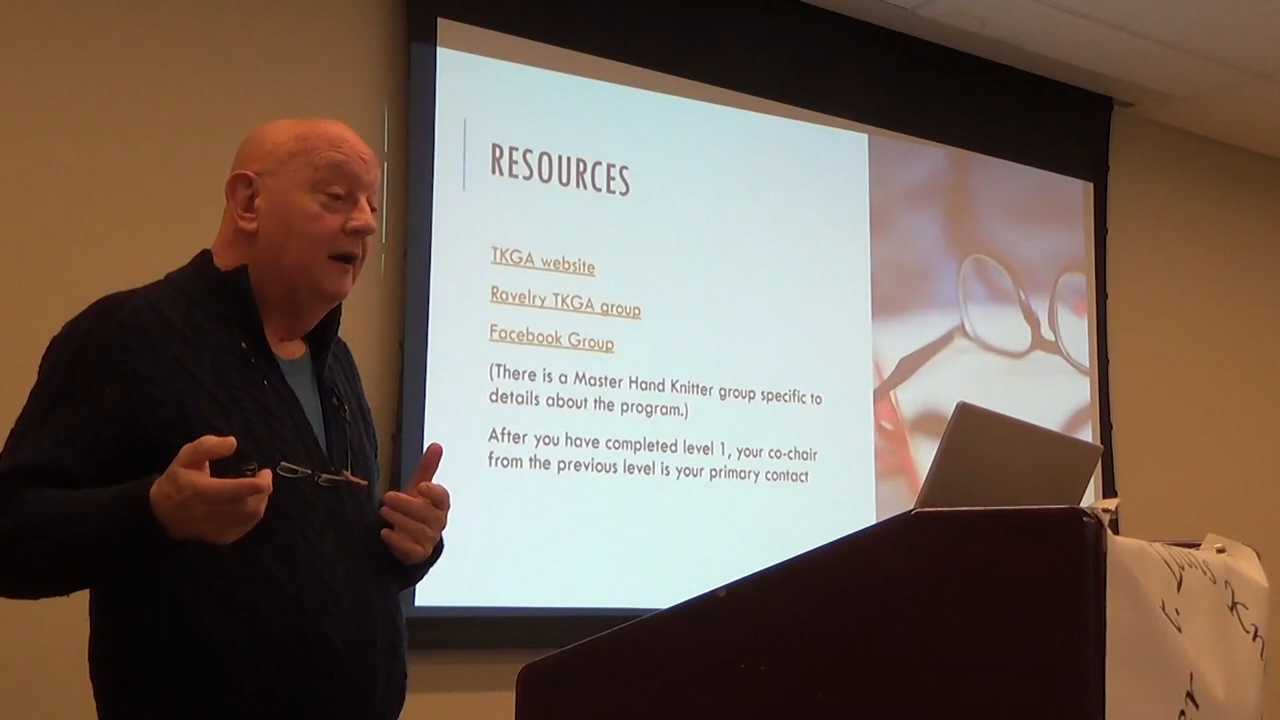 RESOURCES
TKGA website
Ravelry TKGA group
Facebook Group
(There is a Master Hand Knitter group specific to
details about the program.)
After you have completed level 1, your co-chair
from the previous level is your primary contact